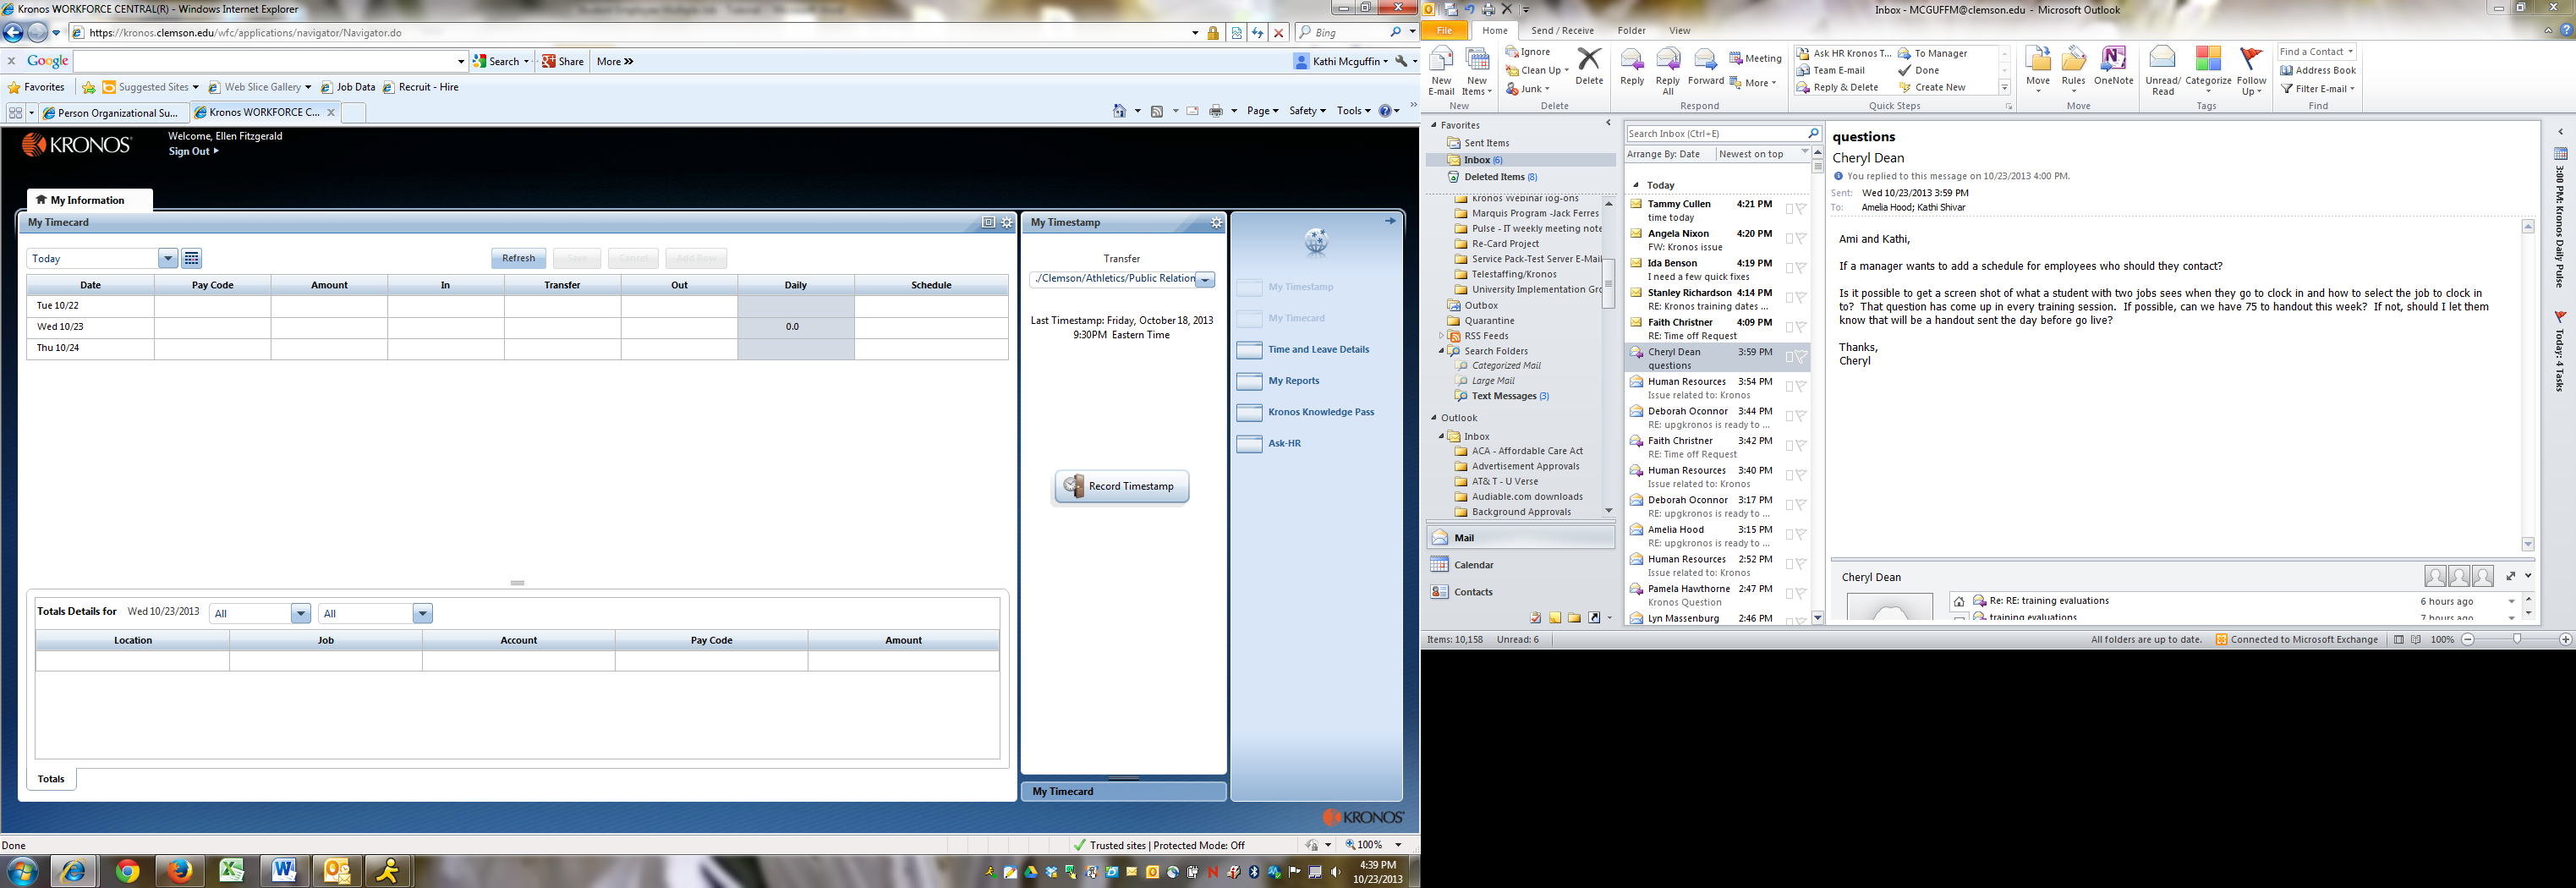 Kronos WORKFORCE CENTRAL(R) - Windows Internet Explorer
https://kronos.clemson.edu/wfc/applications/navigator/Navigator.do
Bing
Google
Search
Share
More »
Kathi Mcguffin
Favorites
Suggested Sites
Web Slice Gallery
Job Data
Recruit - Hire
Person Organizational Su...
Kronos WORKFORCE C...
Page
Safety
Tools
KRONOS
Welcome, Ellen Fitzgerald
Sign Out
My Information
My Timecard
Today
Refresh
Save
Cancel
Add Row
Date Pay Code Amount In Transfer Out Daily Schedule
Tue 10/22
Wed 10/23 0.0
Thu 10/24
Totals Details for Wed 10/23/2013 All All
Location Job Account Pay Code Amount
Totals
My Timestamp
Transfer
./Clemson/Athletics/Public Relation
Last Timestamp: Friday, October 18, 2013
9:30PM Eastern Time
Record Timestamp
My Timecard
My Timestamp
My Timecard
Time and Leave Details
My Reports
Kronos Knowledge Pass
Ask-HR
KRONOS
Done
Trusted sites | Protected Mode: Off
100%
4:39 PM
10/23/2013
Inbox - MCGUFFM@clemson.edu - Microsoft Outlook
File
Home
Send / Receive
Folder
View
New
E-mail
New
Items
New
Ignore
Clean Up
Junk
Delete
Delete
Reply
Reply
All
Forward
Meeting
More
Respond
Ask HR Kronos T...
Team E-mail
Reply & Delete
To Manager
Done
Create New
Quick Steps
Move
Rules
OneNote
Move
Unread/
Read
Categorize
Follow
Up
Tags
Find a Contact
Address Book
Filter E-mail
Find
Favorites
Sent Items
Inbox (6)
Deleted Items (8)
Kronos Webinar log-ons
Marquis Program -Jack Ferres
Pulse - IT weekly meeting note
Re-Card Project
Service Pack-Test Server E-Mail
Telestaffing/Kronos
University Implementation Gro
Outbox
Quarantine
RSS Feeds
Search Folders
Categorized Mail
Large Mail
Text Messages (3)
Outlook
Inbox
ACA - Affordable Care Act
Advertisement Approvals
AT& T - U Verse
Audiable.com downloads
Background Approvals
Mail
Calendar
Contacts
Search Inbox (Ctrl+E)
Arrange By: Date
Newest on top
Today
Tammy Cullen 4:21 PM
time today
Angela Nixon 4:20 PM
FW: Kronos issue
Ida Benson 4:19 PM
I need a few quick fixes
Stanley Richardson 4:14 PM
RE: Kronos training dates ...
Faith Christner 4:09 PM
RE: Time off Request
Cheryl Dean 3:59 PM
questions
Human Resources 3:54 PM
Issue related to: Kronos
Deborah Oconnor 3:44 PM
RE: upgkronos is ready to ...
Faith Christner 3:42 PM
RE: Time off Request
Human Resources 3:40 PM
Issue related to: Kronos
Deborah Oconnor 3:17 PM
RE: upgkronos is ready to ...
Amelia Hood 3:15 PM
RE: upgkronos is ready to ...
Human Resources 2:52 PM
Issue related to: Kronos
Pamela Hawthorne 2:47 PM
Kronos Question
Lyn Massenburg 2:46 PM
questions
Cheryl Dean
You replied to this message on 10/23/2013 4:00 PM.
Sent: Wed 10/23/2013 3:59 PM
To: Amelia Hood; Kathi Shivar
Ami and Kathi,
If a manager wants to add a schedule for employees who should they contact?
Is it possible to get a screen shot of what a student with two jobs sees when they go to clock in and how to select the job to clock in
to? That question has come up in every training session. If possible, can we have 75 to handout this week? If not, should I let them
know that will be a handout sent the day before go live?
Thanks,
Cheryl
Cheryl Dean
Re: RE: training evaluations 6 hours ago
training evaluations 7 hours ago
3:00 PM: Kronos Daily Pulse
Today: 4 Tasks
Items: 10,158
Unread: 6
All folders are up to date.
Connected to Microsoft Exchange
100%